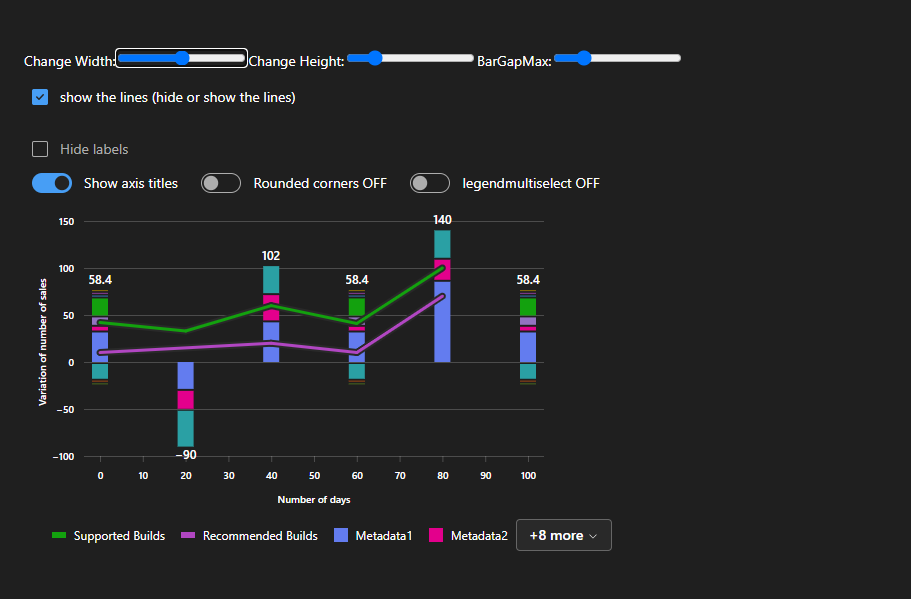 Change Width: Change Height: BarGapMax:
show the lines (hide or show the lines)
Hide labels
Show axis titles Rounded corners OFF legendmultiselect OFF
150
100
50
0
−50
−100
Variation of number of sales
58.4 −90 102 58.4 140 58.4
0 10 20 30 40 50 60 70 80 90 100
Number of days
Supported Builds Recommended Builds Metadata1 Metadata2 +8 more